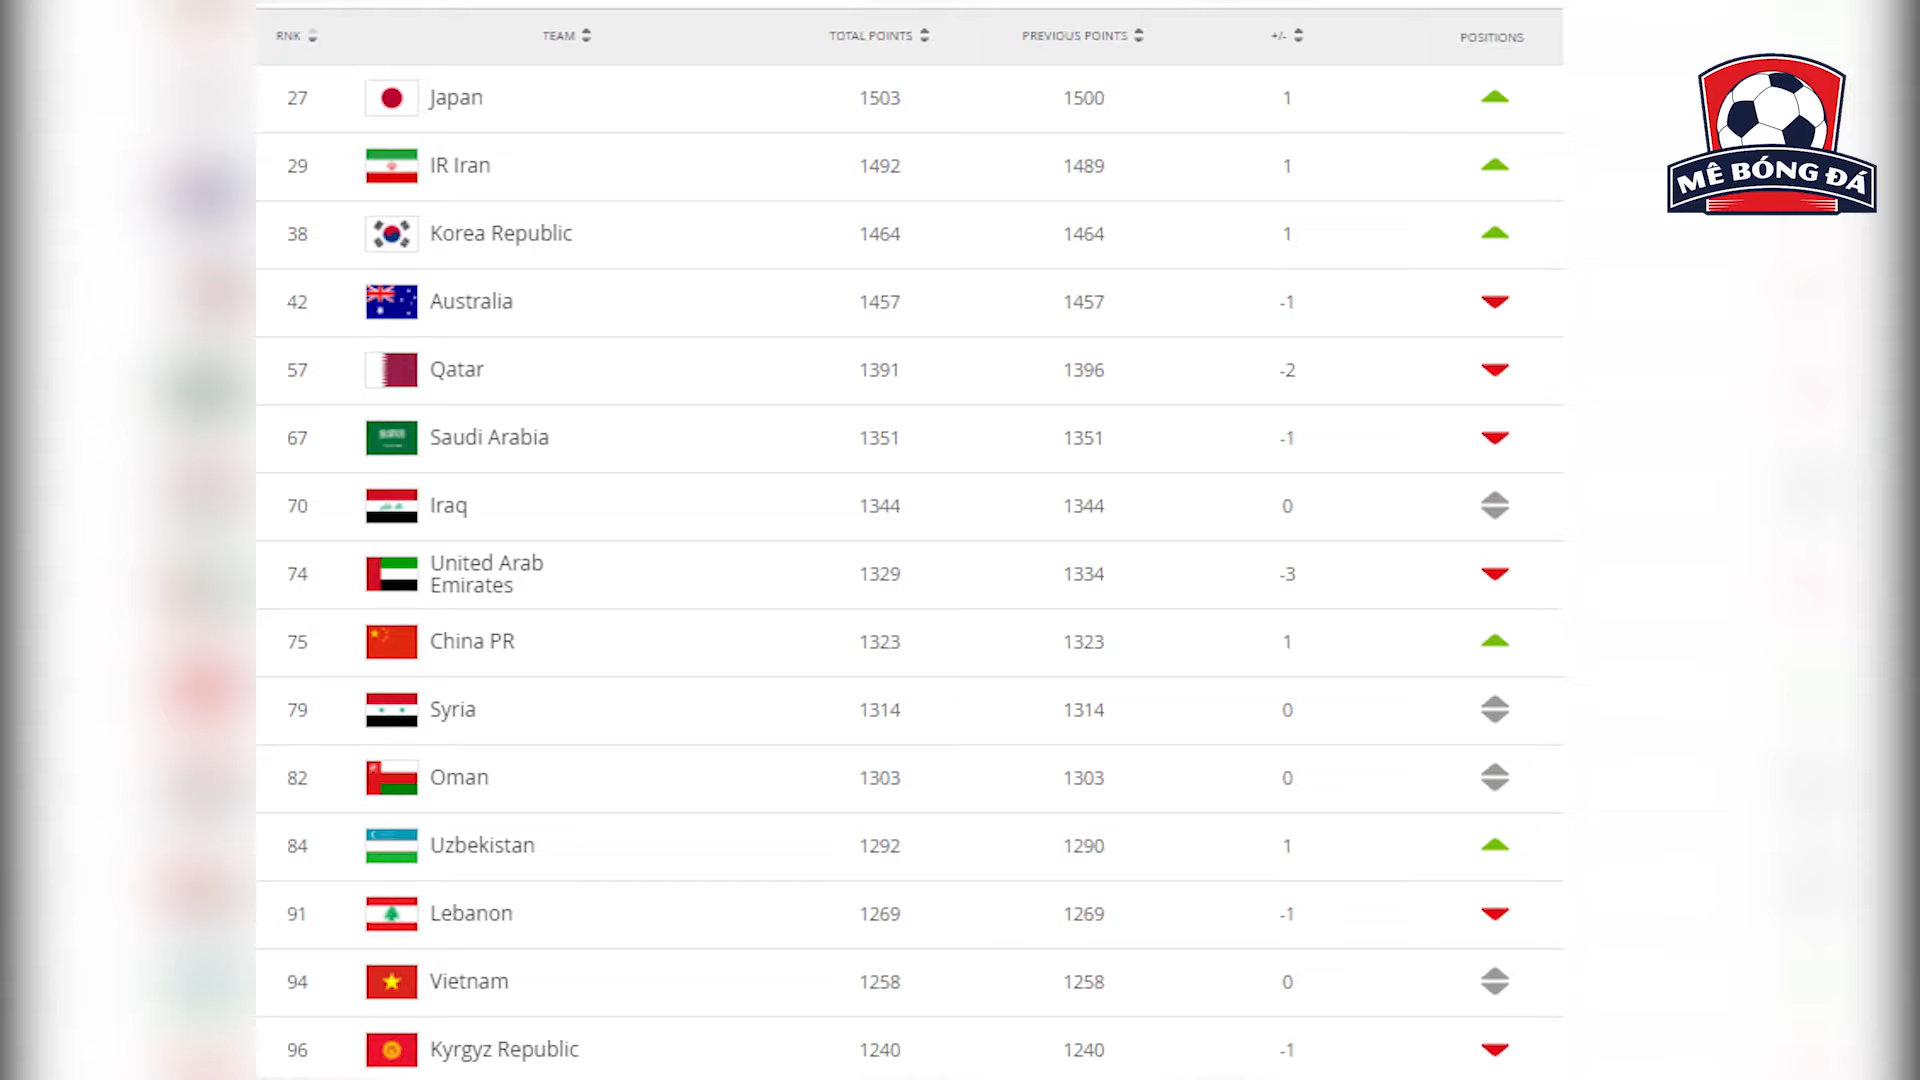 RNK TEAM TOTAL POINTS PREVIOUS POINTS +/- POSITIONS
27 Japan 1503 1500 1
29 IR Iran 1492 1489 1
38 Korea Republic 1464 1464 1
42 Australia 1457 1457 -1
57 Qatar 1391 1396 -2
67 Saudi Arabia 1351 1351 -1
70 Iraq 1344 1344 0
74 United Arab Emirates 1329 1334 -3
75 China PR 1323 1323 1
79 Syria 1314 1314 0
82 Oman 1303 1303 0
84 Uzbekistan 1292 1290 1
91 Lebanon 1269 1269 -1
94 Vietnam 1258 1258 0
96 Kyrgyz Republic 1240 1240 -1
MÊ BÓNG ĐÁ